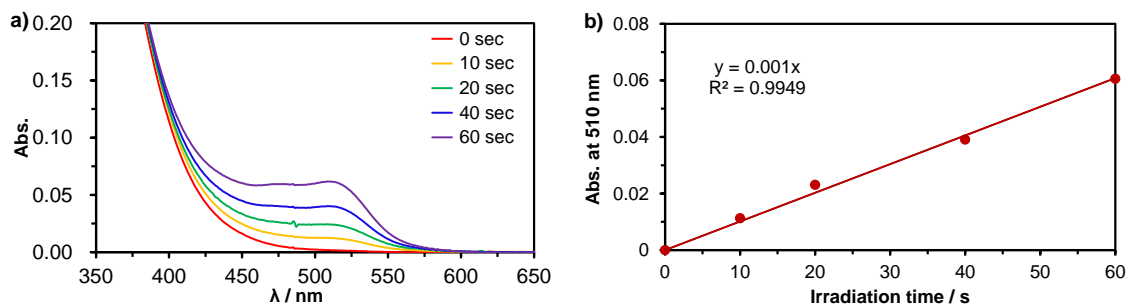 a)
0.20
0.15
0.10
0.05
0.00
Abs.
350 400 450 500 550 600 650
λ / nm
0 sec
10 sec
20 sec
40 sec
60 sec
b)
0.08
0.06
0.04
0.02
0
Abs. at 510 nm
y = 0.001x
R² = 0.9949
0 10 20 30 40 50 60
Irradiation time / s